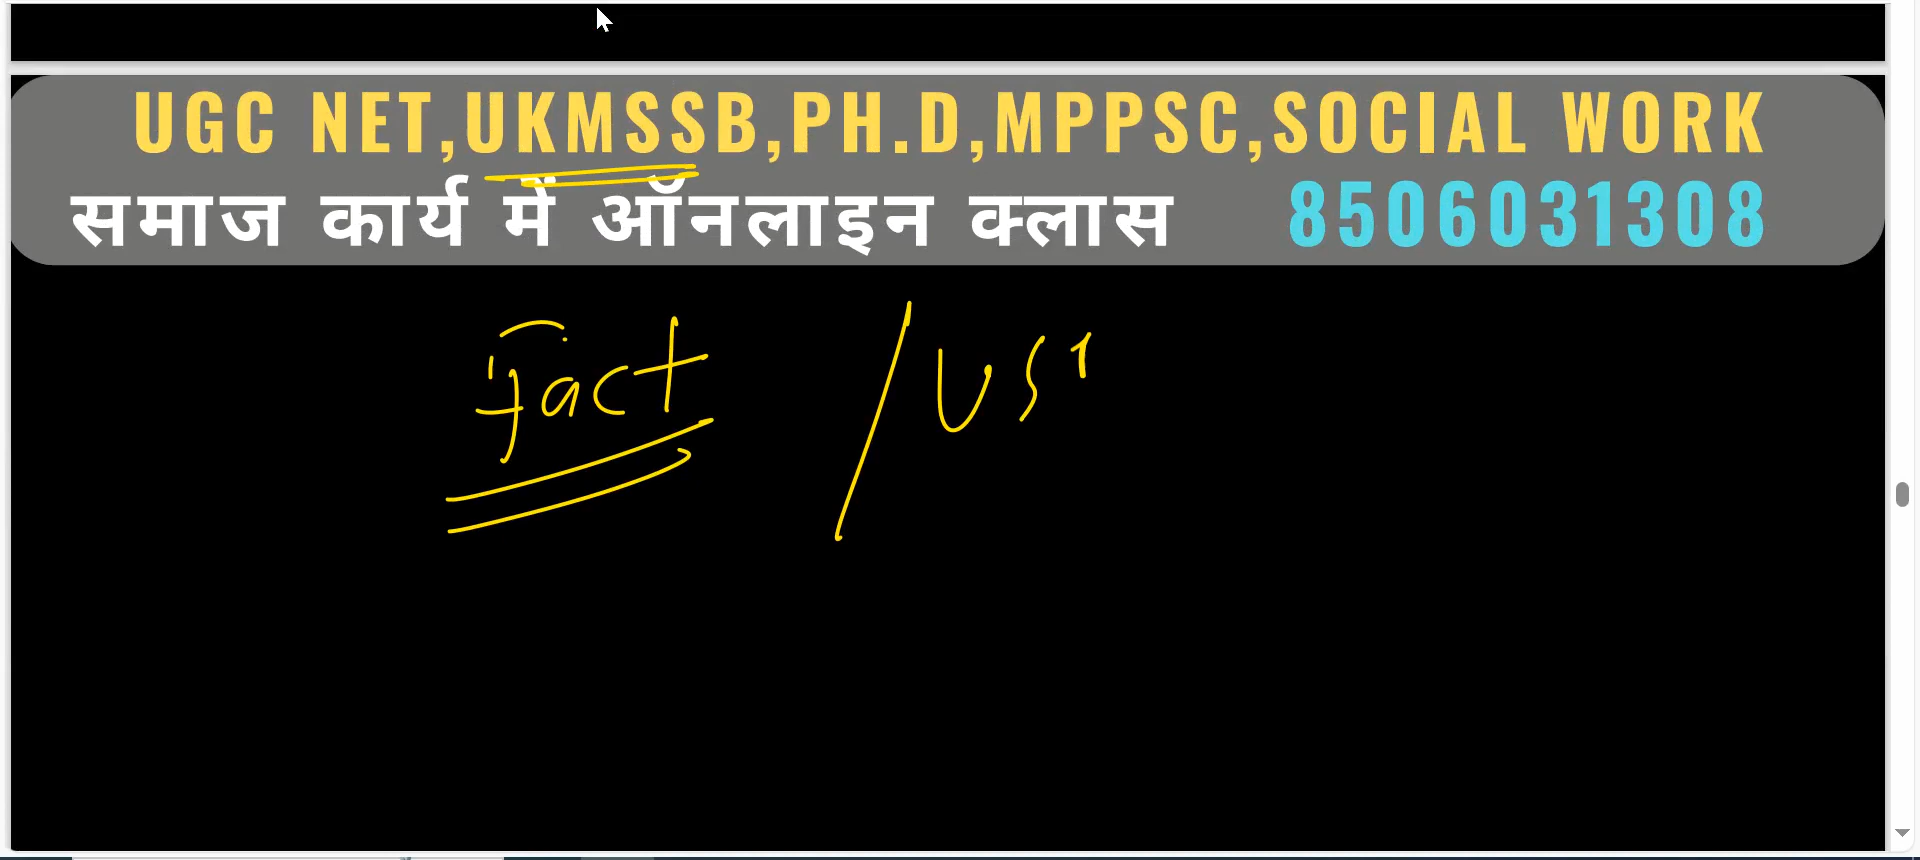 UGC NET,UKMSSB,PH.D,MPPSC,SOCIAL WORK
समाज कार्य में ऑनलाइन क्लास 8506031308
fact /